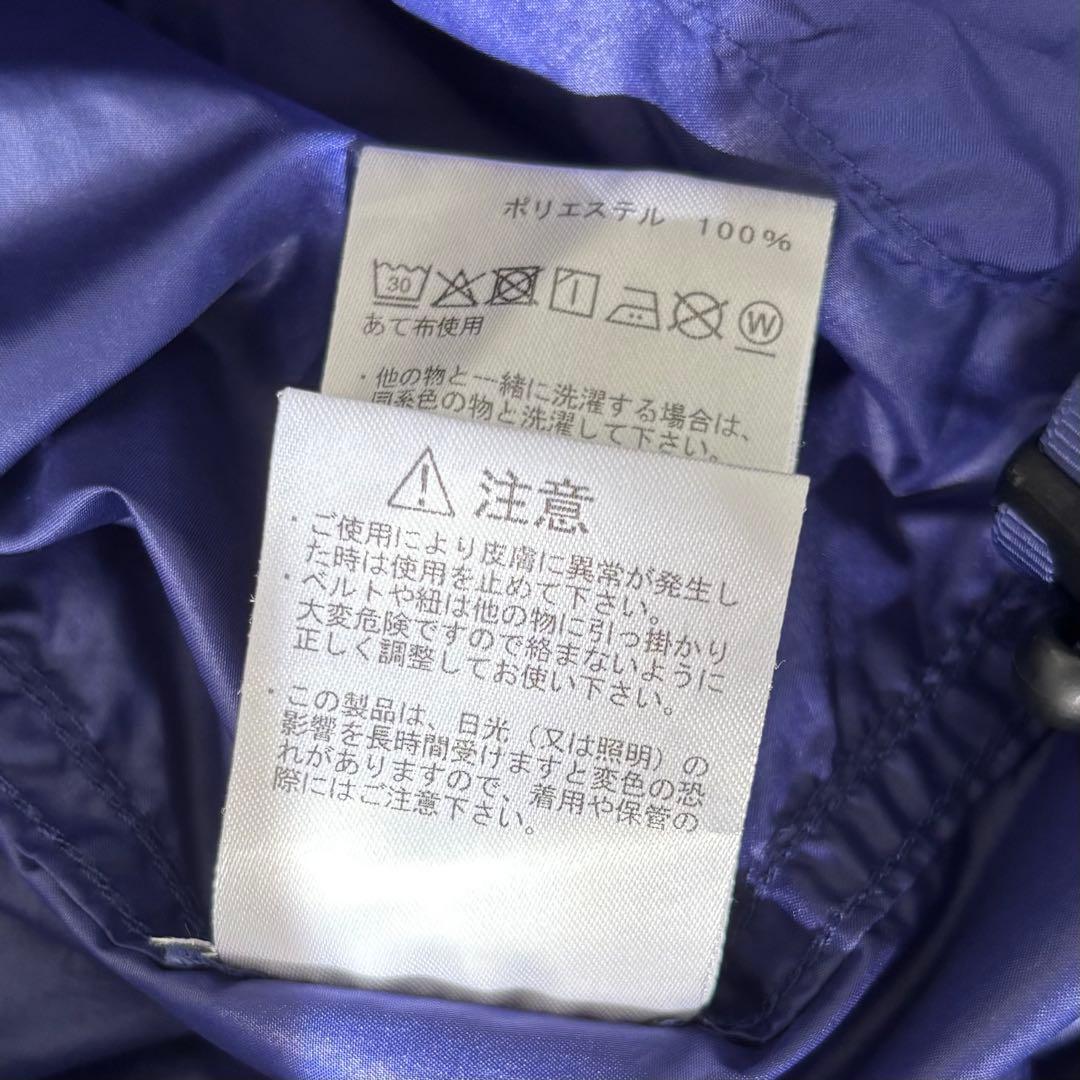 ポリエステル 100%
30
W
あて布使用
・他の物と一緒に洗濯する場合は、
同系色の物と洗濯して下さい。
注意
・ご使用により皮膚に異常が発生し
た時は使用を止めて下さい。
・ベルトや紐は他の物に引っ掛かり
大変危険ですので絡まないように
正しく調整してお使い下さい。
・この製品は、日光（又は照明）の
影響を長時間受けますと変色の恐
れがありますので、着用や保管の
際にはご注意下さい。